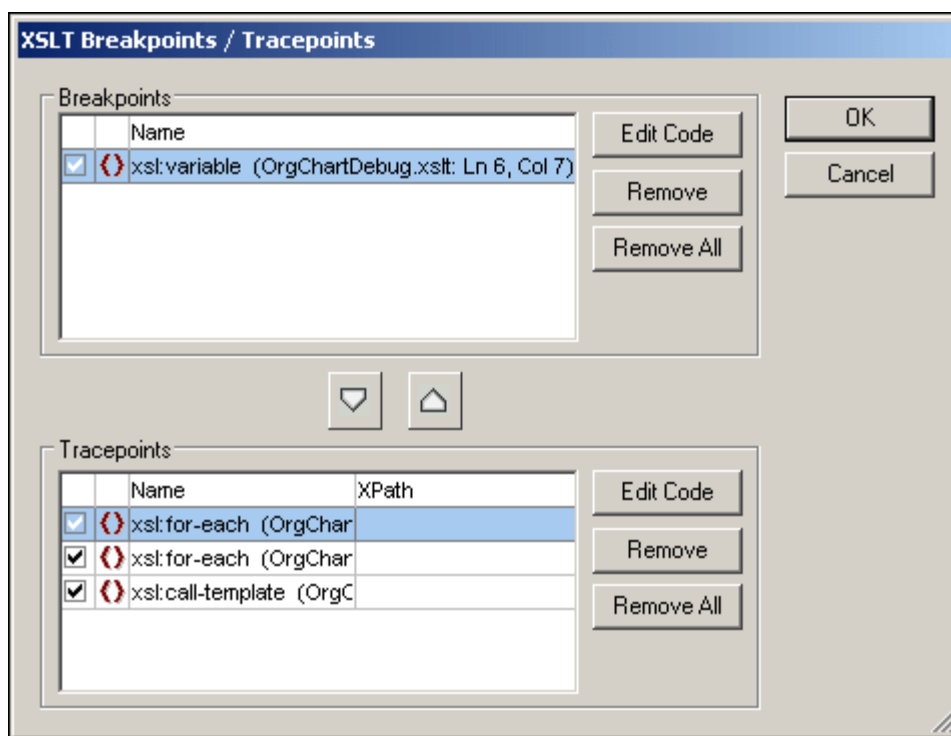 XSLT Breakpoints / Tracepoints
Breakpoints
Name
xsl:variable (OrgChartDebug.xslt: Ln 6, Col 7)
Edit Code
Remove
Remove All
OK
Cancel
Tracepoints
Name XPath
xsl:for-each (OrgChar
xsl:for-each (OrgChar
xsl:call-template (OrgC
Edit Code
Remove
Remove All